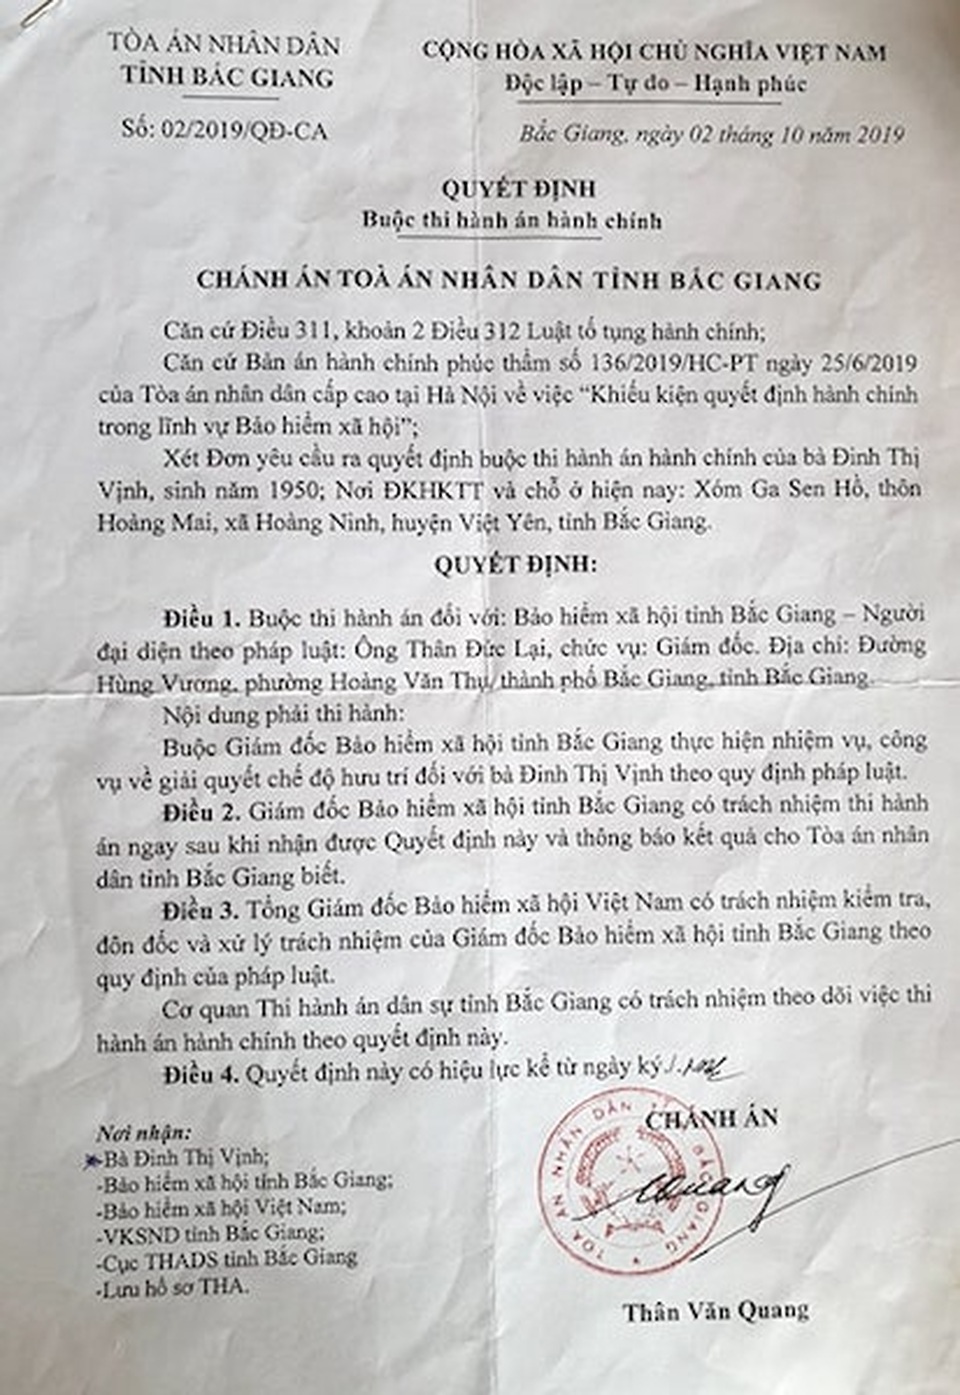 TÒA ÁN NHÂN DÂN
TỈNH BẮC GIANG
Số: 02/2019/QĐ-CA
CỘNG HÒA XÃ HỘI CHỦ NGHĨA VIỆT NAM
Độc lập – Tự do – Hạnh phúc
Bắc Giang, ngày 02 tháng 10 năm 2019
QUYẾT ĐỊNH
Buộc thi hành án hành chính
CHÁNH ÁN TOÀ ÁN NHÂN DÂN TỈNH BẮC GIANG
Căn cứ Điều 311, khoản 2 Điều 312 Luật tố tụng hành chính;
Căn cứ Bản án hành chính phúc thẩm số 136/2019/HC-PT ngày 25/6/2019
của Tòa án nhân dân cấp cao tại Hà Nội về việc “Khiếu kiện quyết định hành chính
trong lĩnh vự Bảo hiểm xã hội”;
Xét Đơn yêu cầu ra quyết định buộc thi hành án hành chính của bà Đinh Thị
Vịnh, sinh năm 1950; Nơi ĐKHKTT và chỗ ở hiện nay: Xóm Ga Sen Hồ, thôn
Hoàng Mai, xã Hoàng Ninh, huyện Việt Yên, tỉnh Bắc Giang.
QUYẾT ĐỊNH:
Điều 1. Buộc thi hành án đối với: Bảo hiểm xã hội tỉnh Bắc Giang – Người
đại diện theo pháp luật: Ông Thân Đức Lại, chức vụ: Giám đốc. Địa chỉ: Đường
Hùng Vương, phường Hoàng Văn Thụ, thành phố Bắc Giang, tỉnh Bắc Giang.
Nội dung phải thi hành:
Buộc Giám đốc Bảo hiểm xã hội tỉnh Bắc Giang thực hiện nhiệm vụ, công
vụ về giải quyết chế độ hưu trí đối với bà Đinh Thị Vịnh theo quy định pháp luật.
Điều 2. Giám đốc Bảo hiểm xã hội tỉnh Bắc Giang có trách nhiệm thi hành
án ngay sau khi nhận được Quyết định này và thông báo kết quả cho Tòa án nhân
dân tỉnh Bắc Giang biết.
Điều 3. Tổng Giám đốc Bảo hiểm xã hội Việt Nam có trách nhiệm kiểm tra,
đôn đốc và xử lý trách nhiệm của Giám đốc Bảo hiểm xã hội tỉnh Bắc Giang theo
quy định của pháp luật.
Cơ quan Thi hành án dân sự tỉnh Bắc Giang có trách nhiệm theo dõi việc thi
hành án hành chính theo quyết định này.
Điều 4. Quyết định này có hiệu lực kể từ ngày ký
Nơi nhận:
-Bà Đinh Thị Vịnh;
-Bảo hiểm xã hội tỉnh Bắc Giang;
-Bảo hiểm xã hội Việt Nam;
-VKSND tỉnh Bắc Giang;
-Cục THADS tỉnh Bắc Giang
-Lưu hồ sơ THA.
CHÁNH ÁN
TOA ÁN NHÂN DÂN BẮC GIANG
Thân Văn Quang